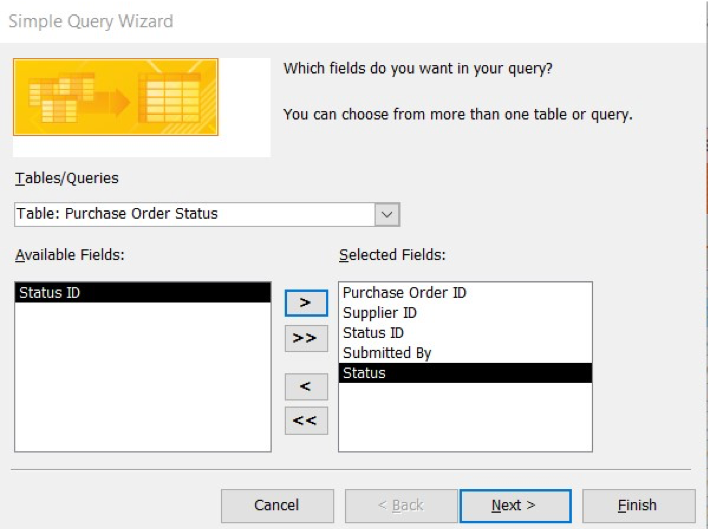 Simple Query Wizard
Which fields do you want in your query?
You can choose from more than one table or query.
Tables/Queries
Table: Purchase Order Status
Available Fields:
Selected Fields:
Status ID
>
>>
<
<<
Purchase Order ID
Supplier ID
Status ID
Submitted By
Status
Cancel
< Back
Next >
Finish